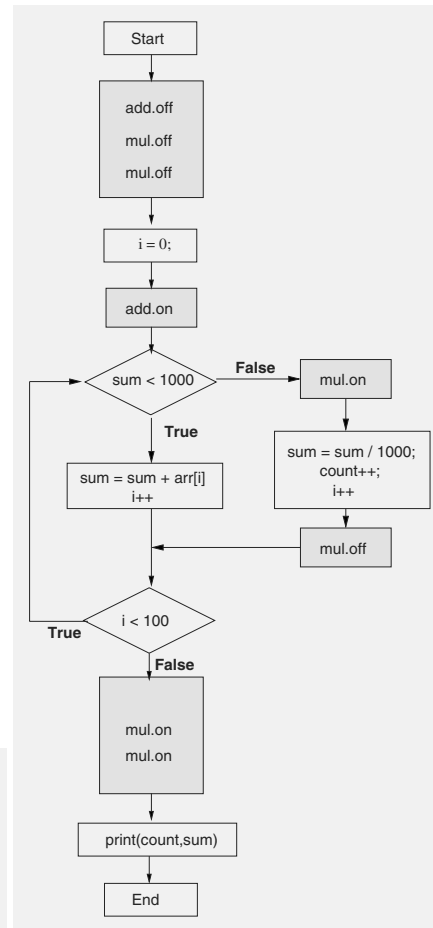 Start
add.off
mul.off
mul.off
i = 0;
add.on
sum < 1000
False
mul.on
True
sum = sum + arr[i]
i++
sum = sum / 1000;
count++;
i++
mul.off
i < 100
True
False
mul.on
mul.on
print(count,sum)
End